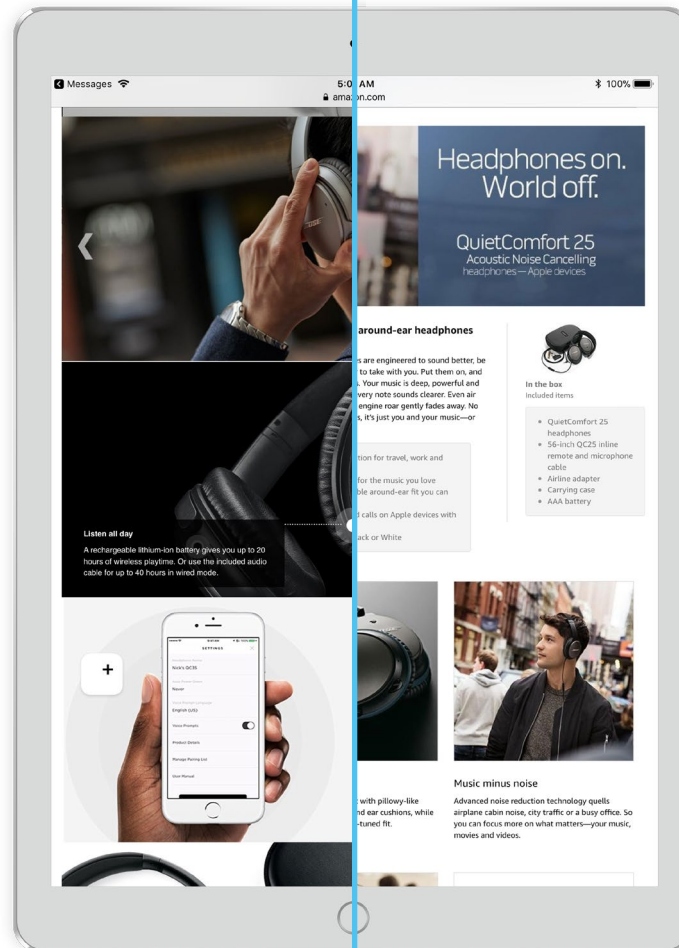 Messages
5:0 AM
100%
ama on.com
Headphones on.
World off.
QuietComfort 25
Acoustic Noise Cancelling
headphones — Apple devices
around-ear headphones
s are engineered to sound better, be
to take with you. Put them on, and
. Your music is deep, powerful and
very note sounds clearer. Even air
engine roar gently fades away. No
s, it's just you and your music—or
tion for travel, work and
for the music you love
ble around-ear fit you can
d calls on Apple devices with
ack or White
In the box
Included items
QuietComfort 25
headphones
56-inch QC25 inline
remote and microphone
cable
Airline adapter
Carrying case
AAA battery
Listen all day
A rechargeable lithium-ion battery gives you up to 20
hours of wireless playtime. Or use the included audio
cable for up to 40 hours in wired mode.
+
9:41 AM
SETTINGS
Nick's QC35
Never
English (US)
Voice Prompts
Product Details
Manage Pairing List
User Manual
with pillowy-like
nd ear cushions, while
-tuned fit.
Music minus noise
Advanced noise reduction technology quells
airplane cabin noise, city traffic or a busy office. So
you can focus more on what matters—your music,
movies and videos.